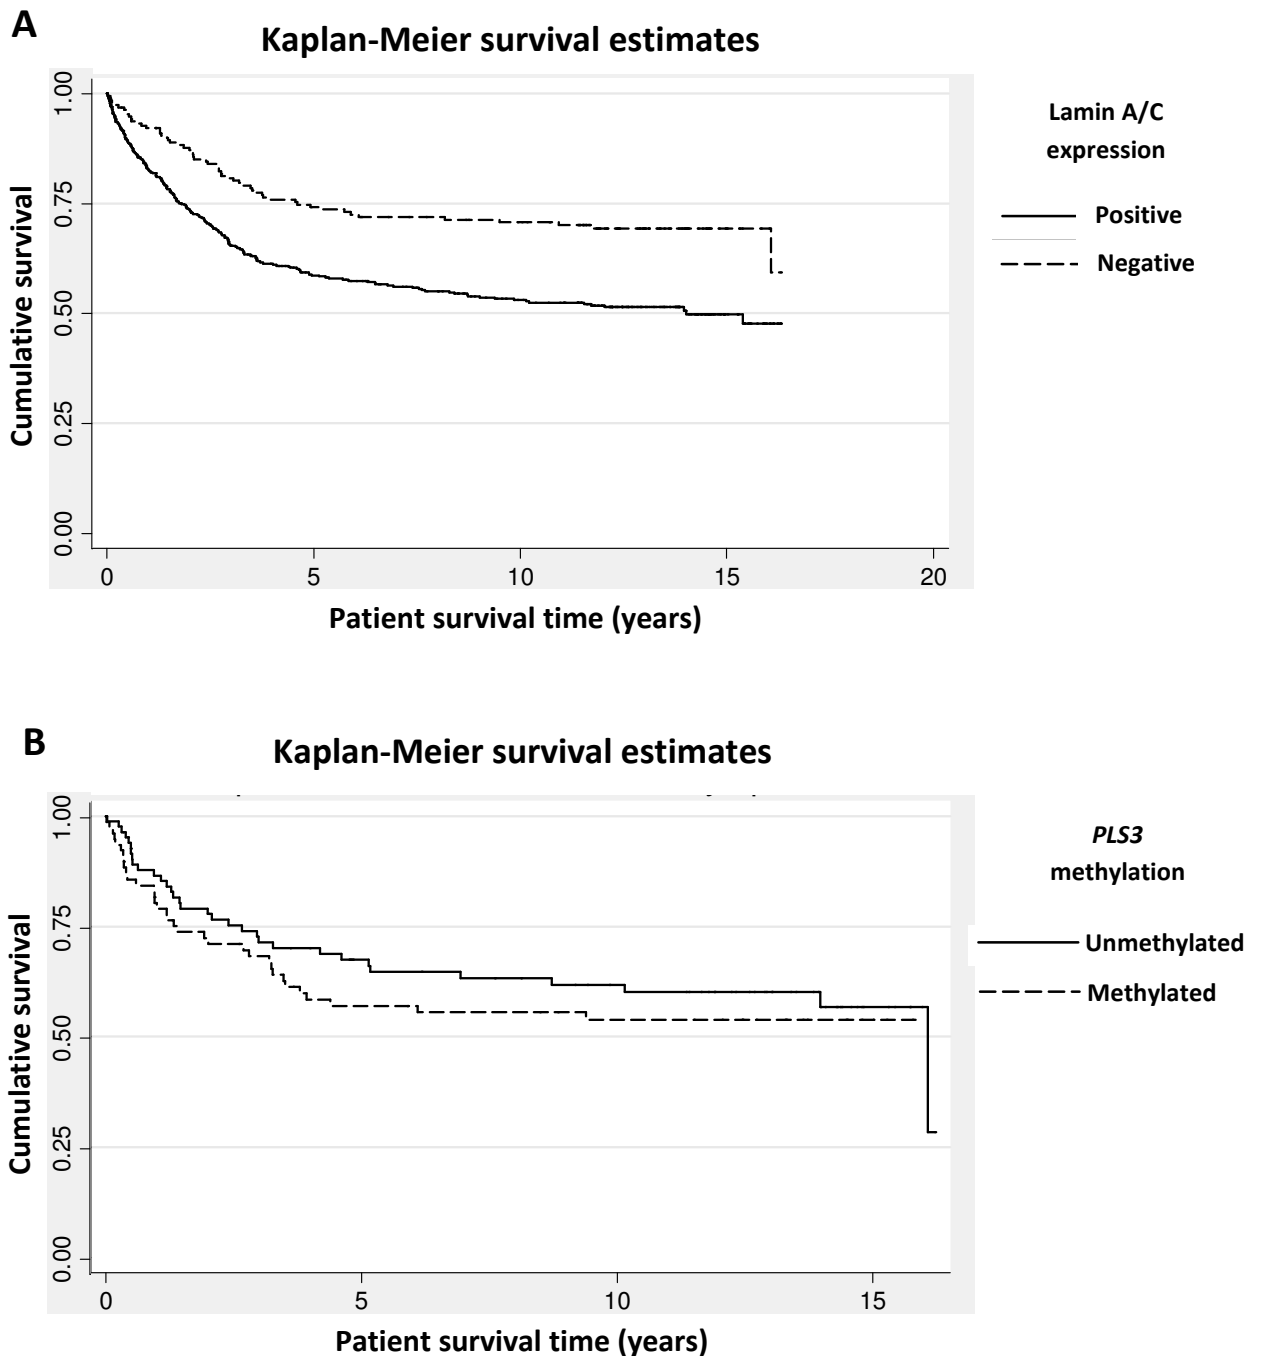 A
Kaplan-Meier survival estimates
Cumulative survival
1.00
0.75
0.50
0.25
0.00
0 5 10 15 20
Patient survival time (years)
Lamin A/C
expression
Positive
Negative
B
Kaplan-Meier survival estimates
Cumulative survival
1.00
0.75
0.50
0.25
0.00
0 5 10 15
Patient survival time (years)
PLS3
methylation
Unmethylated
Methylated